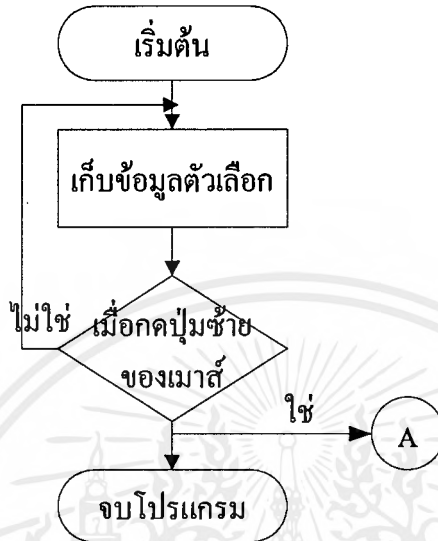 เริ่มต้น
เก็บข้อมูลตัวเลือก
ไม่ใช่
เมื่อกดปุ่มซ้าย
ของเมาส์
ใช่
A
จบโปรแกรม